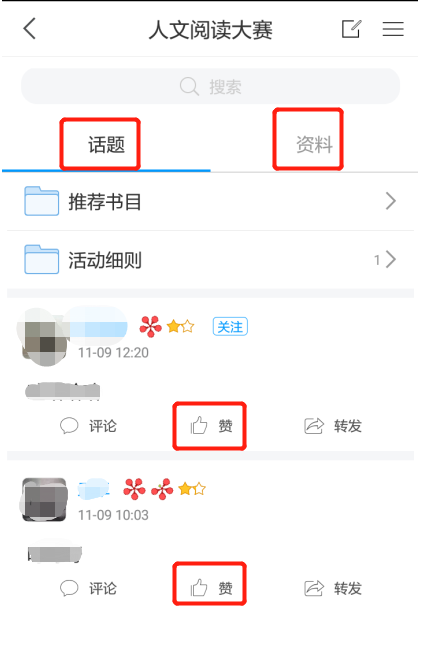 人文阅读大赛
搜索
话题 资料
推荐书目
活动细则 1
关注
11-09 12:20
评论 赞 转发
11-09 10:03
评论 赞 转发